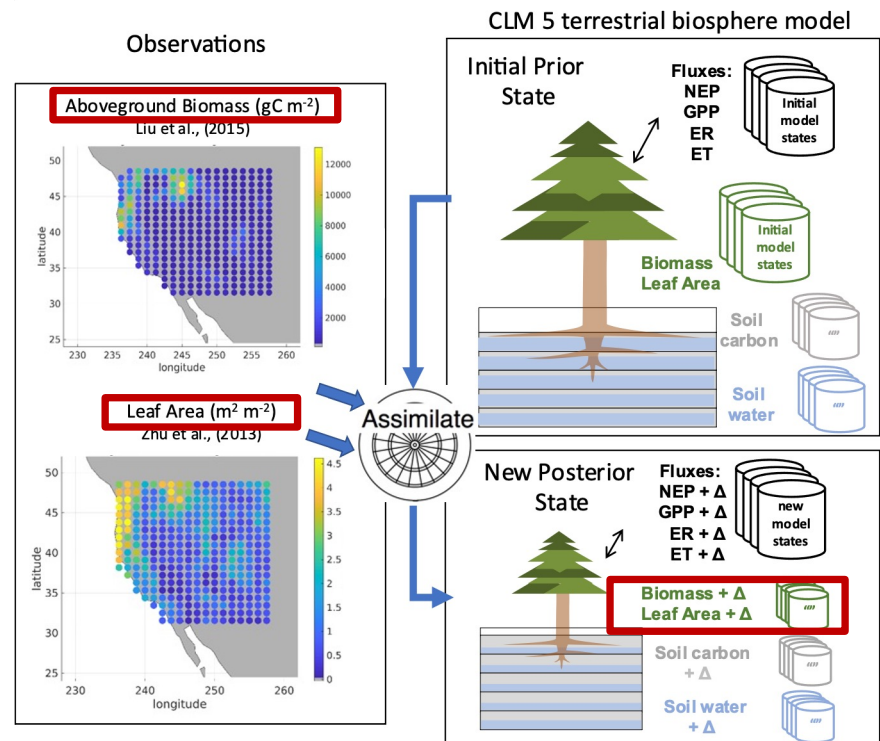 CLM 5 terrestrial biosphere model
Observations
Aboveground Biomass (gC m-2)
Liu et al., (2015)
50
45
40
35
30
25
latitude
230
235
240
245
250
255
260
longitude
12000
10000
8000
6000
4000
2000
Leaf Area (m2 m-2)
Zhu et al., (2013)
50
45
40
35
30
25
latitude
230
240
250
260
longitude
4.5
4
3.5
3
2.5
2
1.5
1
0.5
0
Assimilate
Initial Prior
State
Fluxes:
NEP
GPP
ER
ET
Initial
model
states
Biomass
Leaf Area
Initial
model
states
Soil
carbon
""
Soil
water
""
New Posterior
State
Fluxes:
NEP + Δ
GPP + Δ
ER + Δ
ET + Δ
new
model
states
Biomass + Δ
Leaf Area + Δ
""
Soil carbon
+ Δ
""
Soil water
+ Δ
""